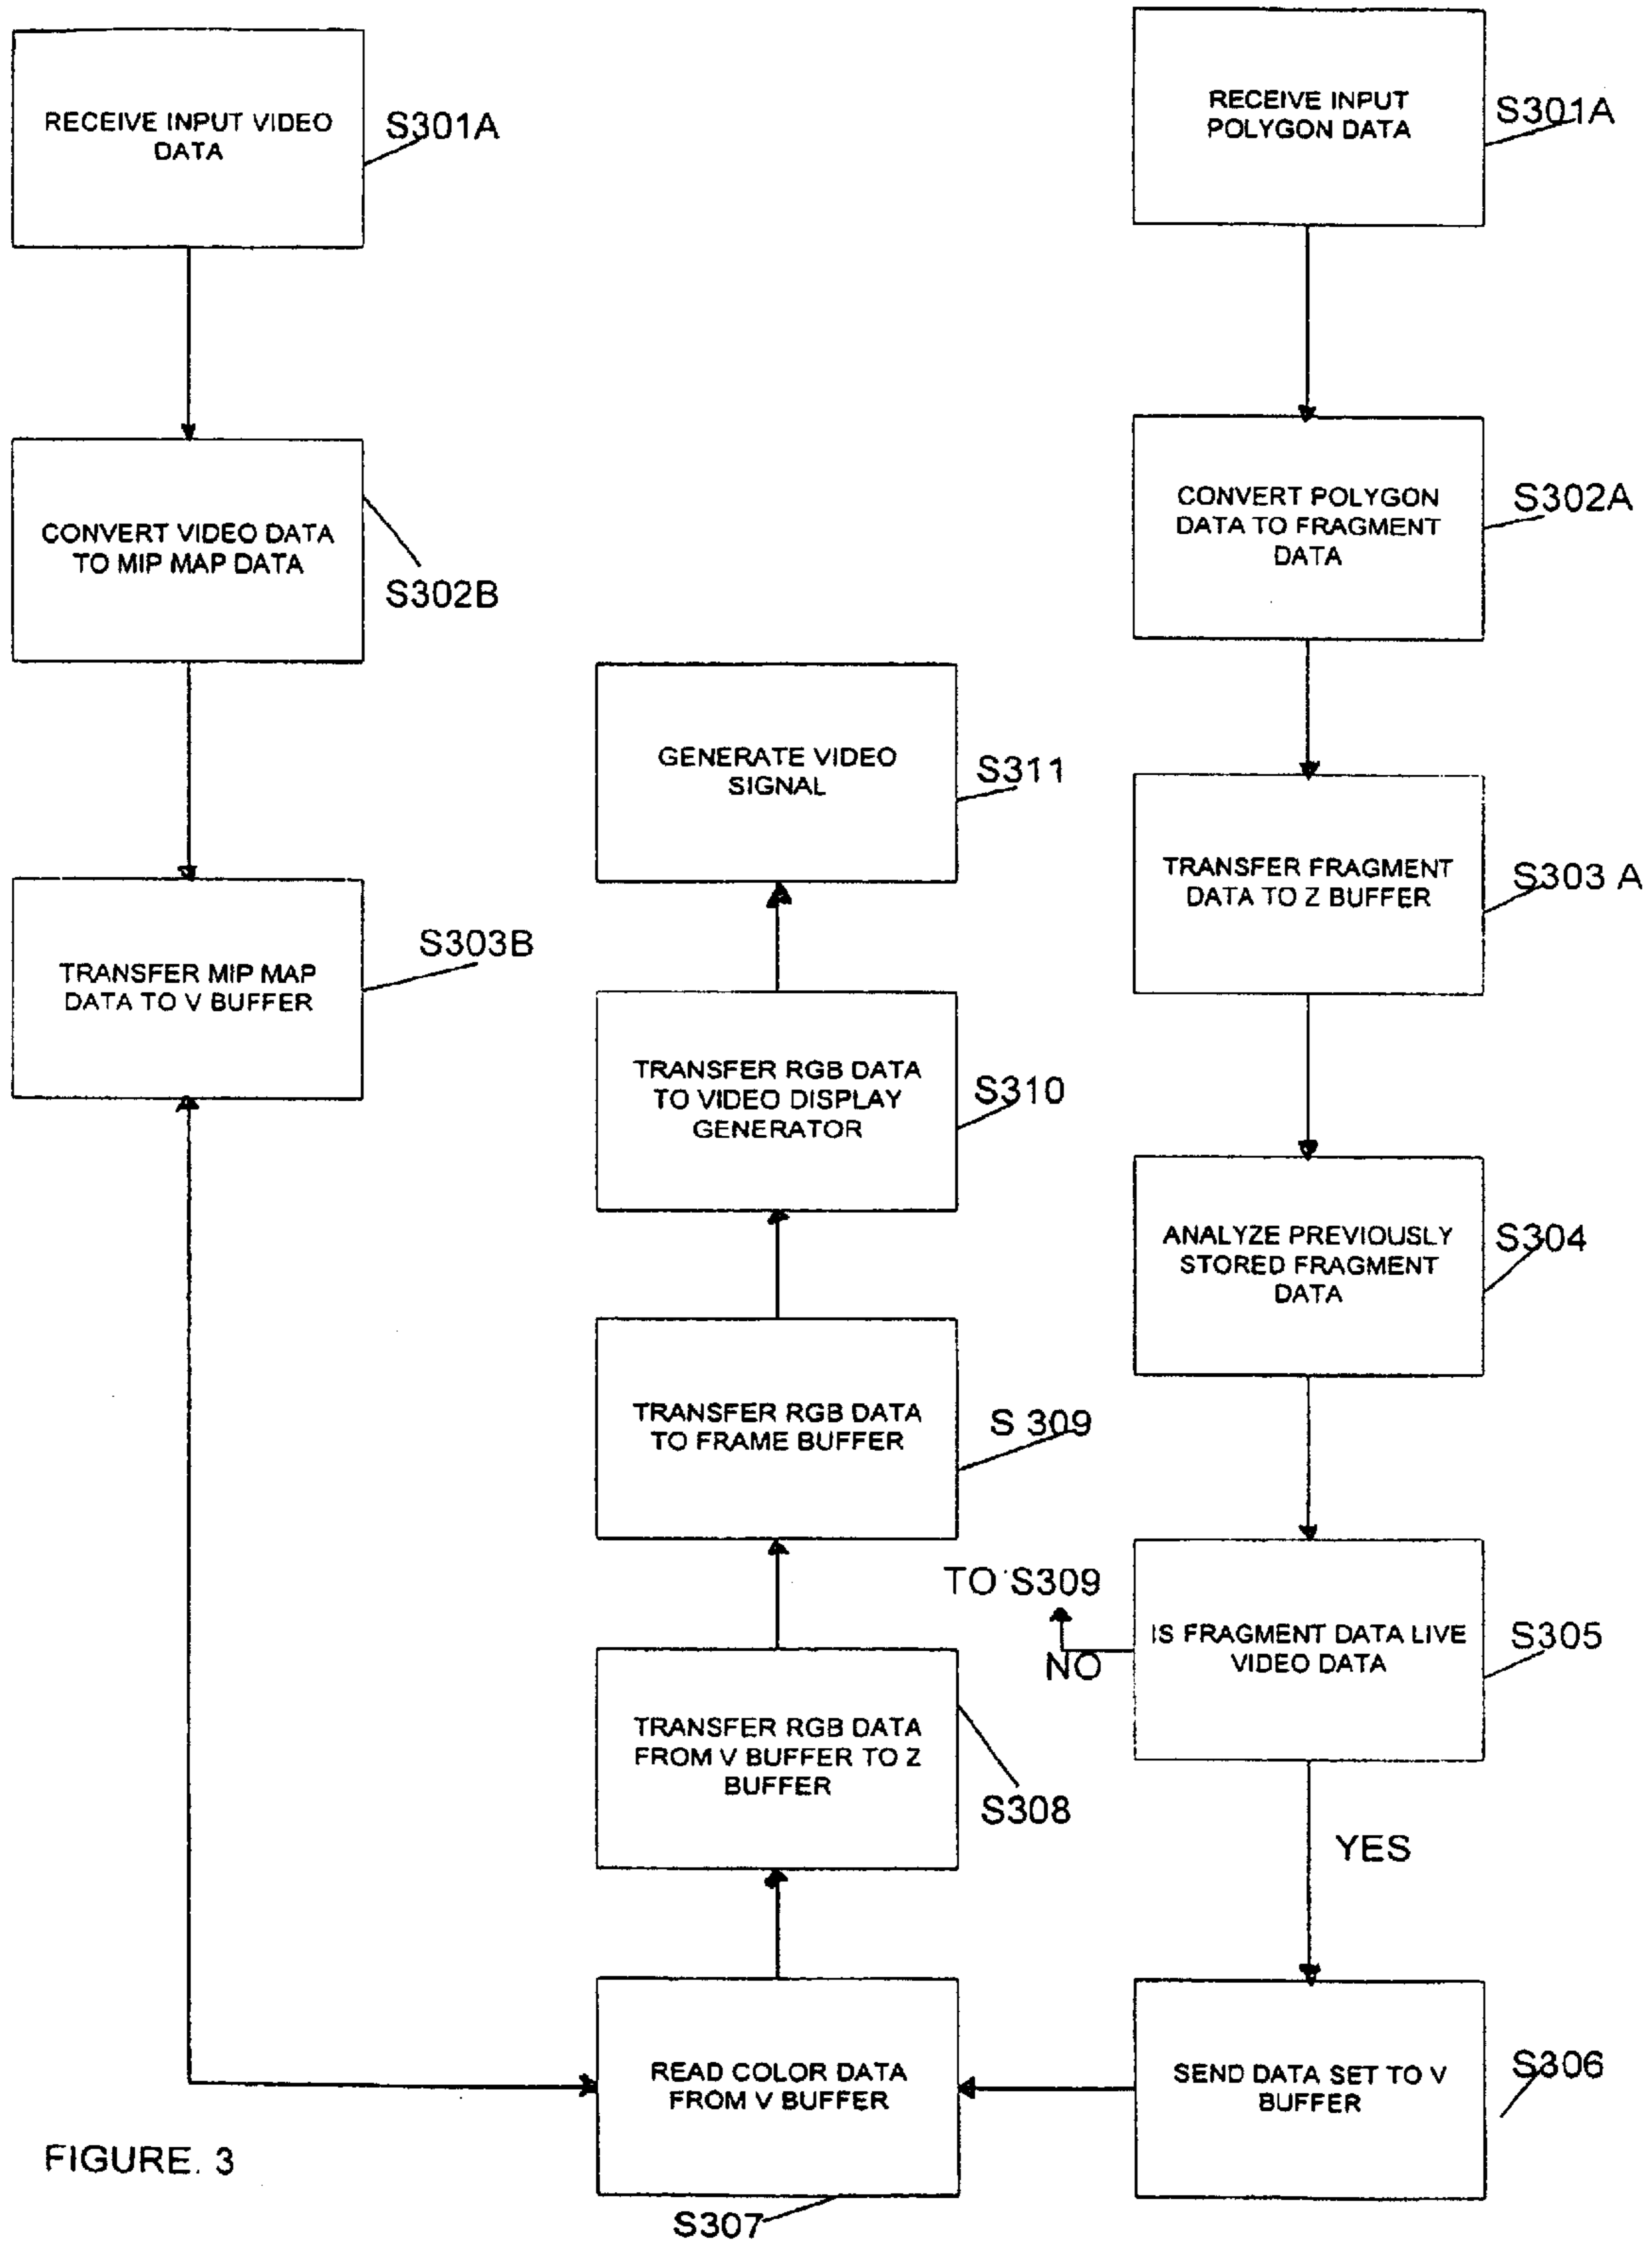 RECEIVE INPUT VIDEO
DATA
S301A
CONVERT VIDEO DATA
TO MIP MAP DATA
S302B
TRANSFER MIP MAP
DATA TO V BUFFER
S303B
RECEIVE INPUT
POLYGON DATA
S301A
CONVERT POLYGON
DATA TO FRAGMENT
DATA
S302A
TRANSFER FRAGMENT
DATA TO Z BUFFER
S303 A
ANALYZE PREVIOUSLY
STORED FRAGMENT
DATA
S304
IS FRAGMENT DATA LIVE
VIDEO DATA
S305
TO S309
NO
YES
SEND DATA SET TO V
BUFFER
S306
READ COLOR DATA
FROM V BUFFER
S307
TRANSFER RGB DATA
FROM V BUFFER TO Z
BUFFER
S308
TRANSFER RGB DATA
TO FRAME BUFFER
S 309
TRANSFER RGB DATA
TO VIDEO DISPLAY
GENERATOR
S310
GENERATE VIDEO
SIGNAL
S311
FIGURE. 3